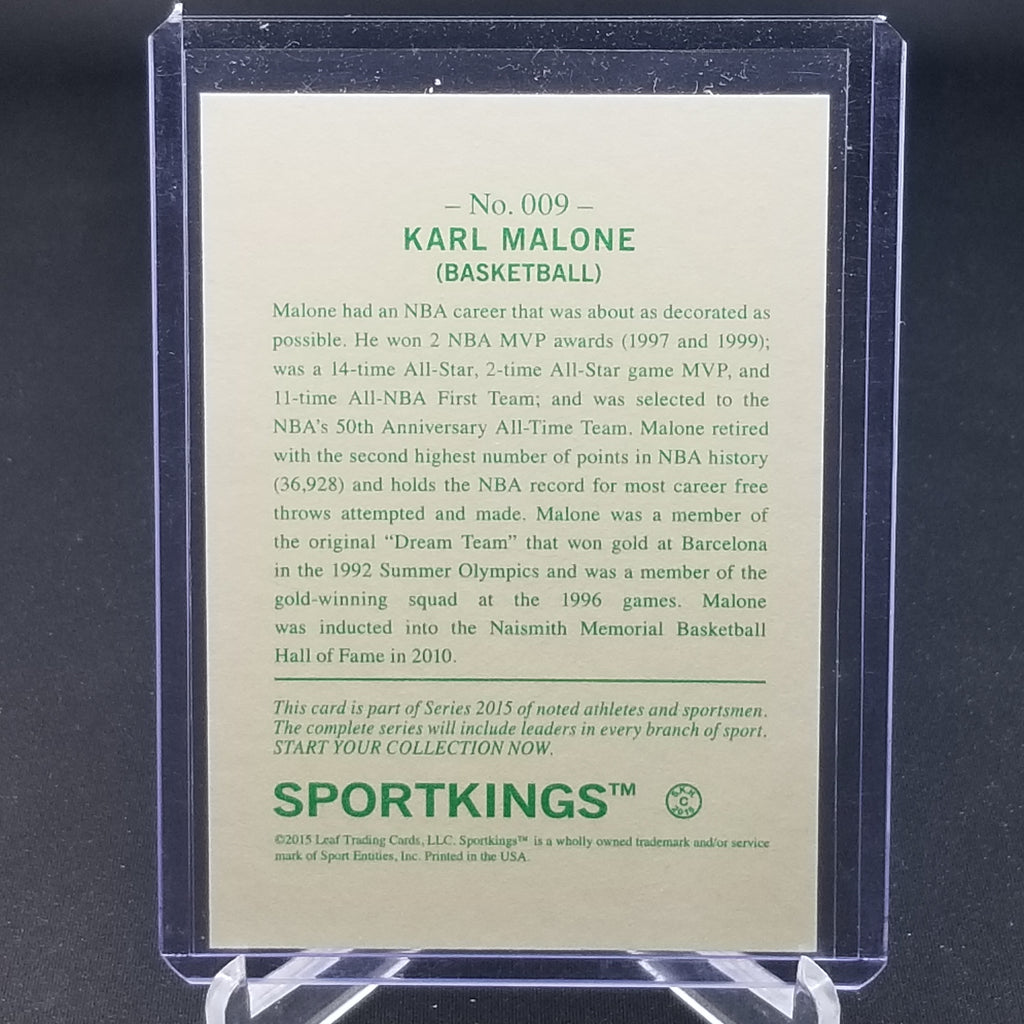 – No. 009 –
KARL MALONE
(BASKETBALL)
Malone had an NBA career that was about as decorated as
possible. He won 2 NBA MVP awards (1997 and 1999);
was a 14-time All-Star, 2-time All-Star game MVP, and
11-time All-NBA First Team; and was selected to the
NBA's 50th Anniversary All-Time Team. Malone retired
with the second highest number of points in NBA history
(36,928) and holds the NBA record for most career free
throws attempted and made. Malone was a member of
the original “Dream Team” that won gold at Barcelona
in the 1992 Summer Olympics and was a member of the
gold-winning squad at the 1996 games. Malone
was inducted into the Naismith Memorial Basketball
Hall of Fame in 2010.
This card is part of Series 2015 of noted athletes and sportsmen.
The complete series will include leaders in every branch of sport.
START YOUR COLLECTION NOW.
SPORTKINGS™
C
2015
©2015 Leaf Trading Cards, LLC. Sportkings™ is a wholly owned trademark and/or service
mark of Sport Entities, Inc. Printed in the USA.